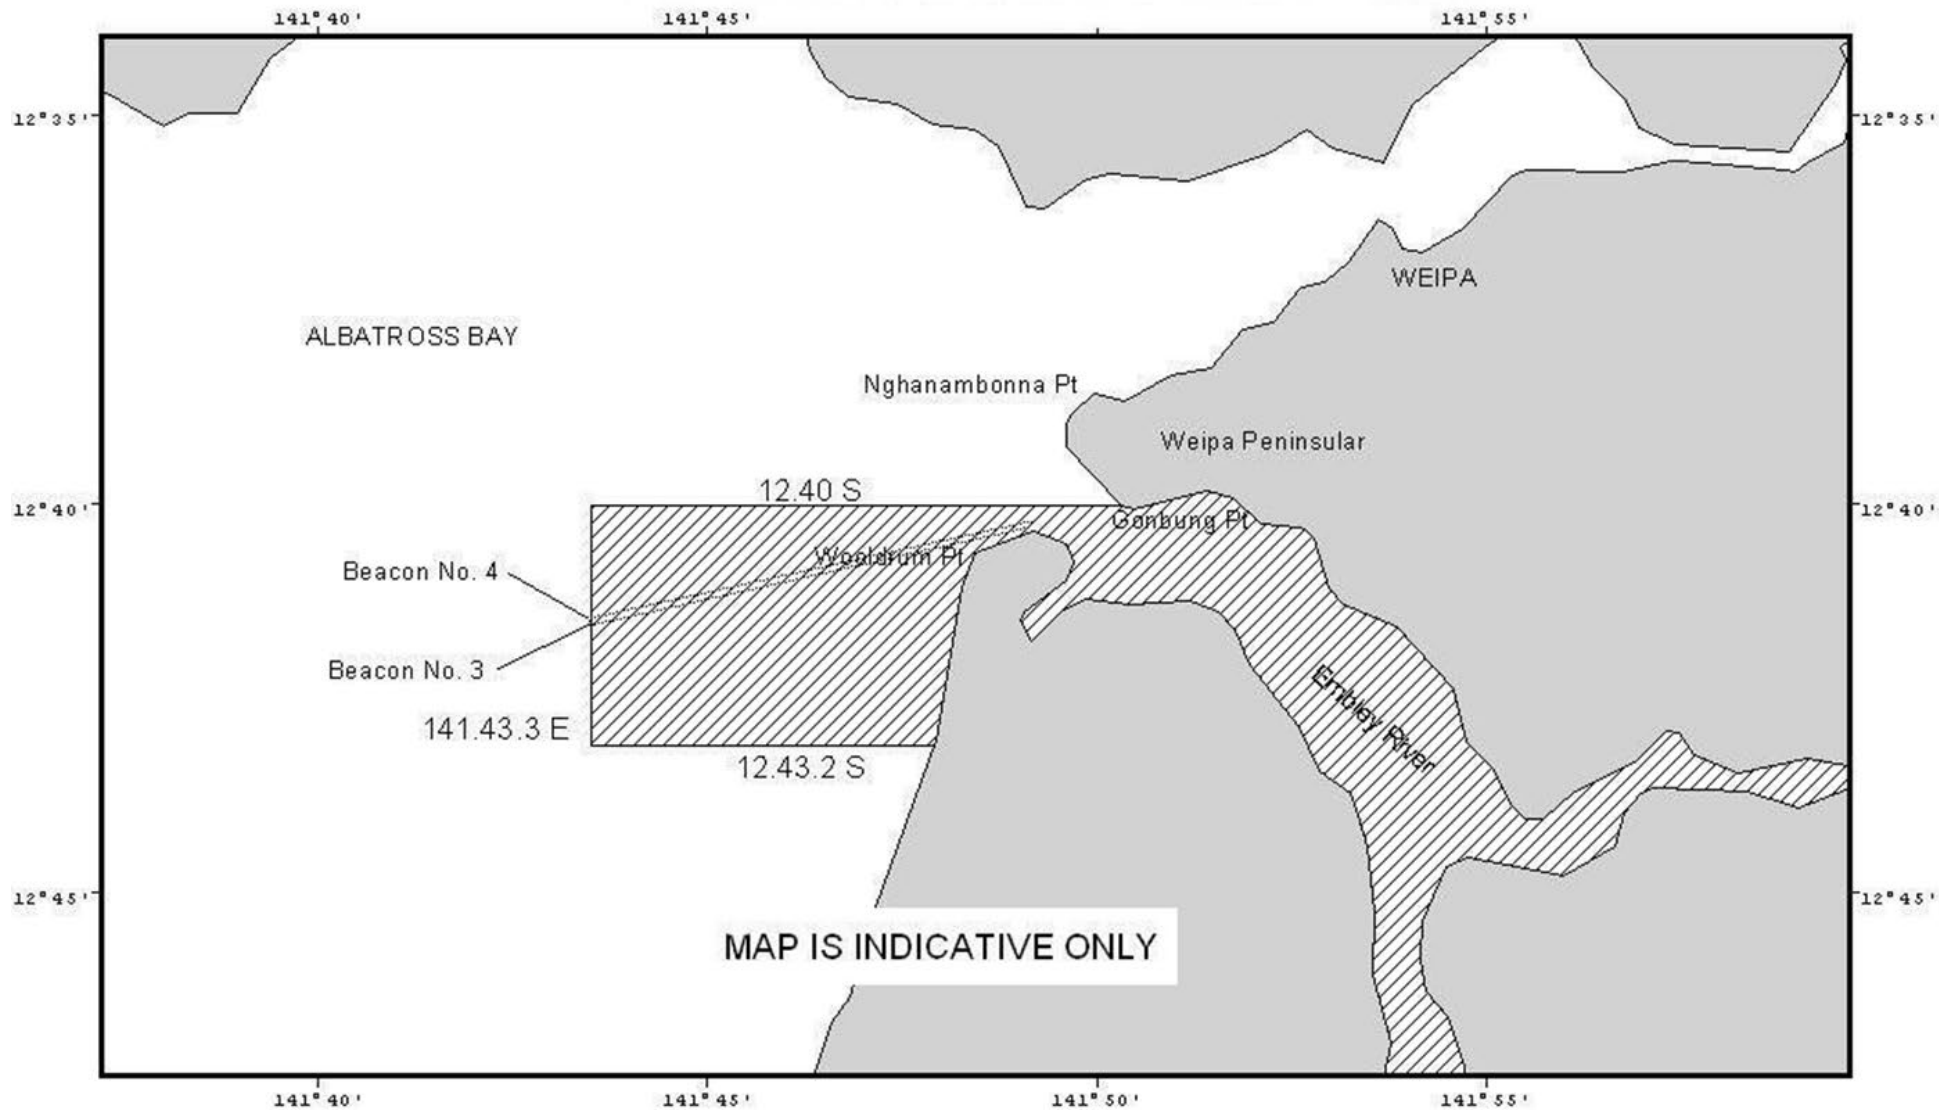 141°40' 141°45' 141°55'
12°35' 12°35'
WEIPA
ALBATROSS BAY
Nghanambonna Pt
Weipa Peninsular
12.40 S
12°40' 12°40'
Gonbung Pt
Wooldrum Pt
Beacon No. 4
Beacon No. 3
Embley River
141.43.3 E
12.43.2 S
12°45' 12°45'
MAP IS INDICATIVE ONLY
141°40' 141°45' 141°50' 141°55'